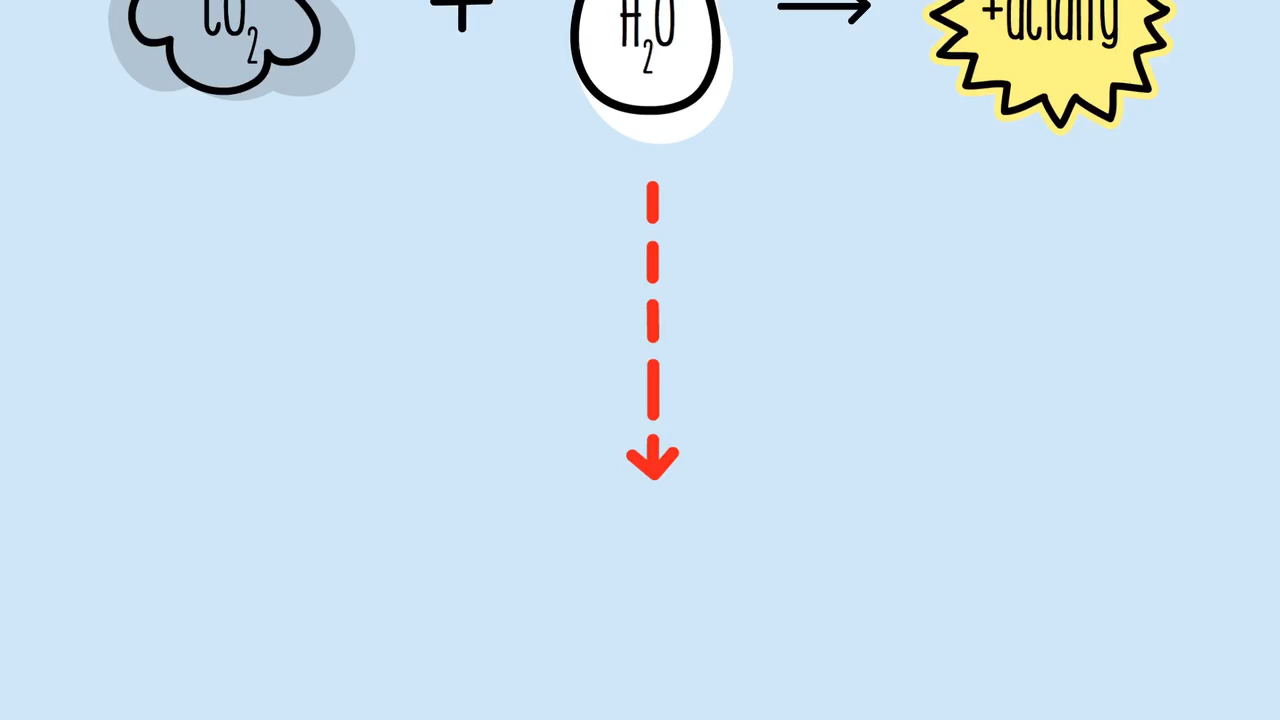 CO2 + H2O → +acidity